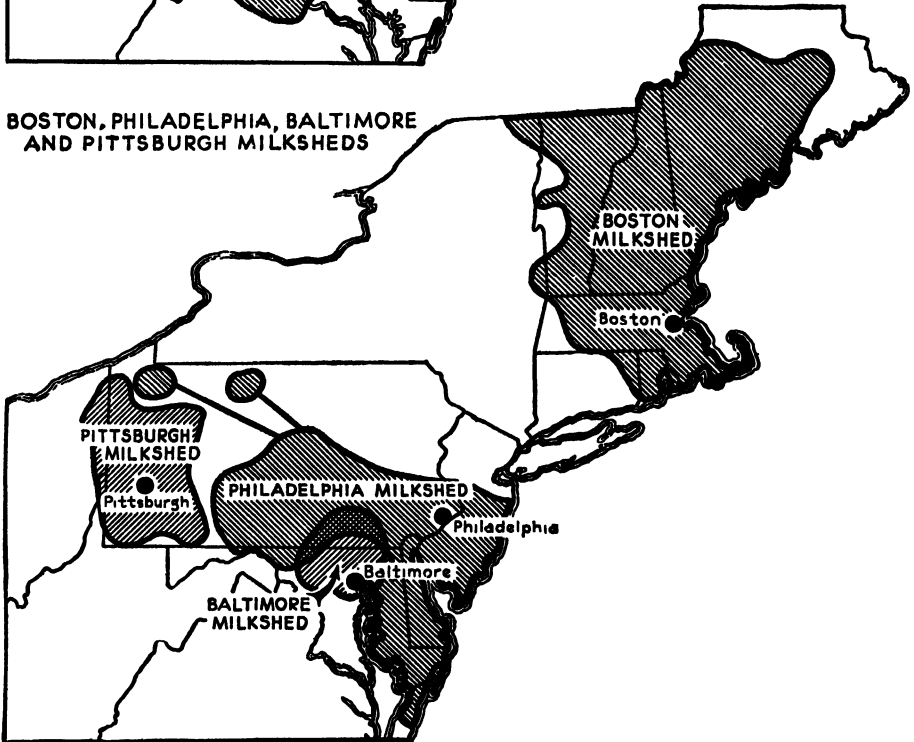 BOSTON, PHILADELPHIA, BALTIMORE
AND PITTSBURGH MILKSHEDS
BOSTON
MILKSHED
Boston
PITTSBURGH
MILKSHED
Pittsburgh
PHILADELPHIA MILKSHED
Philadelphia
Baltimore
BALTIMORE
MILKSHED